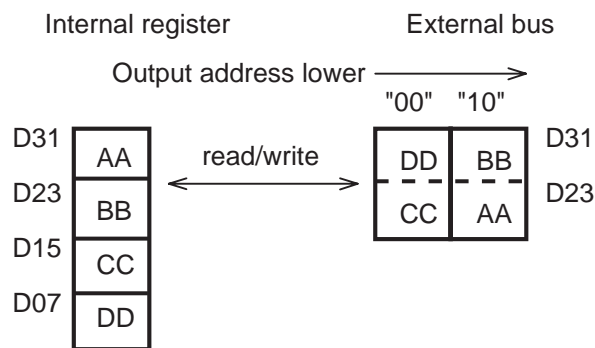 Internal register External bus
Output address lower
"00" "10"
D31 AA read/write DD BB D31
D23 BB CC AA D23
D15 CC
D07 DD